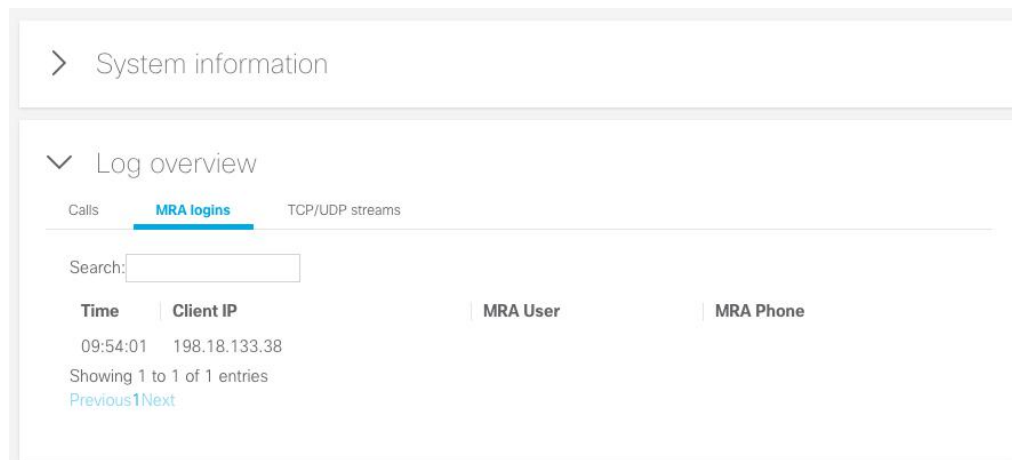 System information
Log overview
Calls MRA logins TCP/UDP streams
Search:
Time Client IP MRA User MRA Phone
09:54:01 198.18.133.38
Showing 1 to 1 of 1 entries
Previous1Next